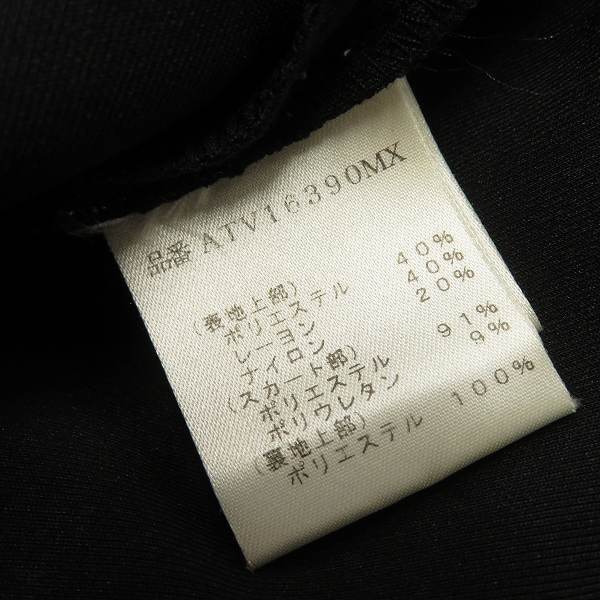 品番 ATV16390MX
(表地上部)
ポリエステル 40%
レーヨン 40%
ナイロン 20%
(スカート部)
ポリエステル 91%
ポリウレタン 9%
(裏地上部)
ポリエステル 100%